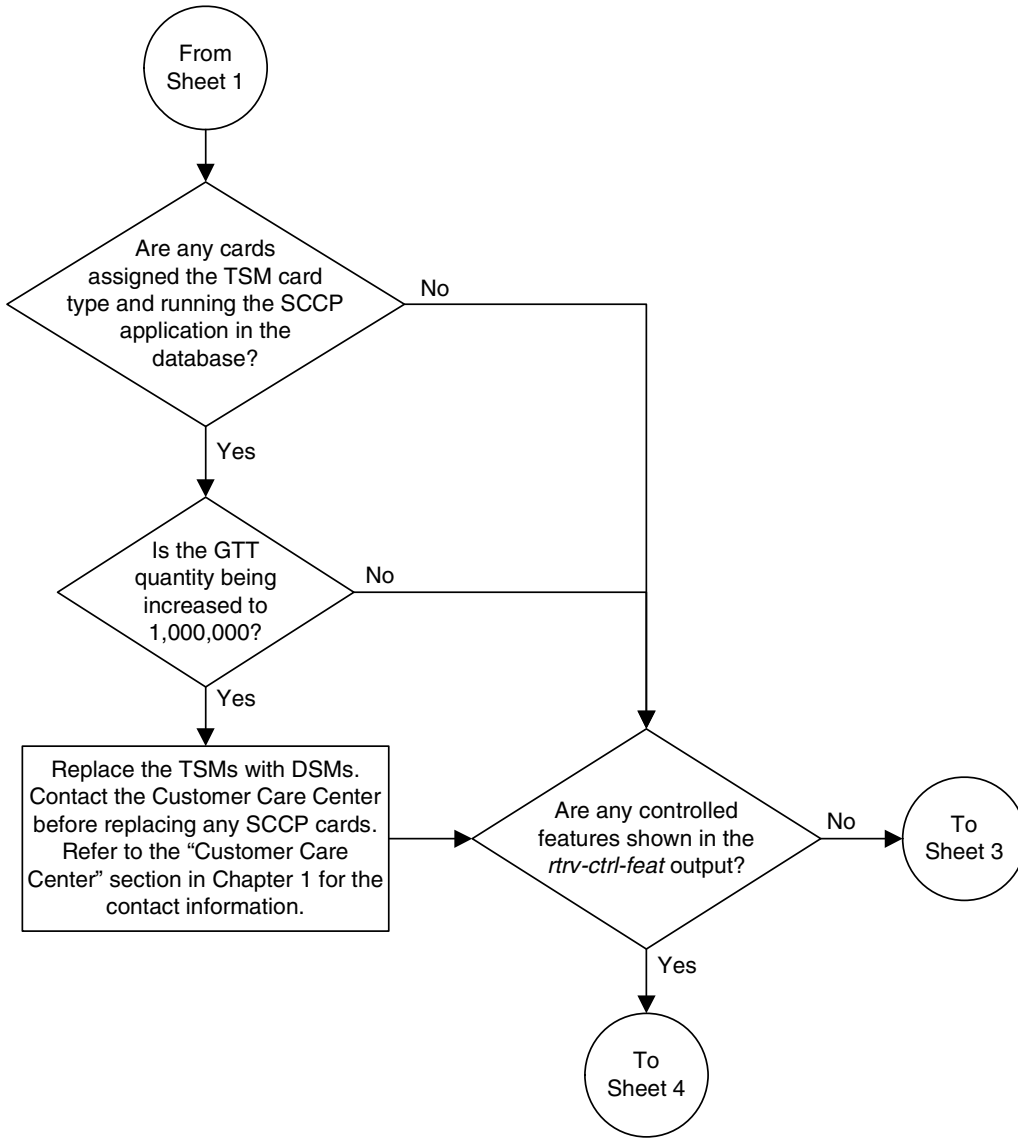 From
Sheet 1
Are any cards
assigned the TSM card
type and running the SCCP
application in the
database?
No
Yes
Is the GTT
quantity being
increased to
1,000,000?
No
Yes
Replace the TSMs with DSMs.
Contact the Customer Care Center
before replacing any SCCP cards.
Refer to the “Customer Care
Center” section in Chapter 1 for the
contact information.
Are any controlled
features shown in the
rtrv-ctrl-feat output?
No
To
Sheet 3
Yes
To
Sheet 4